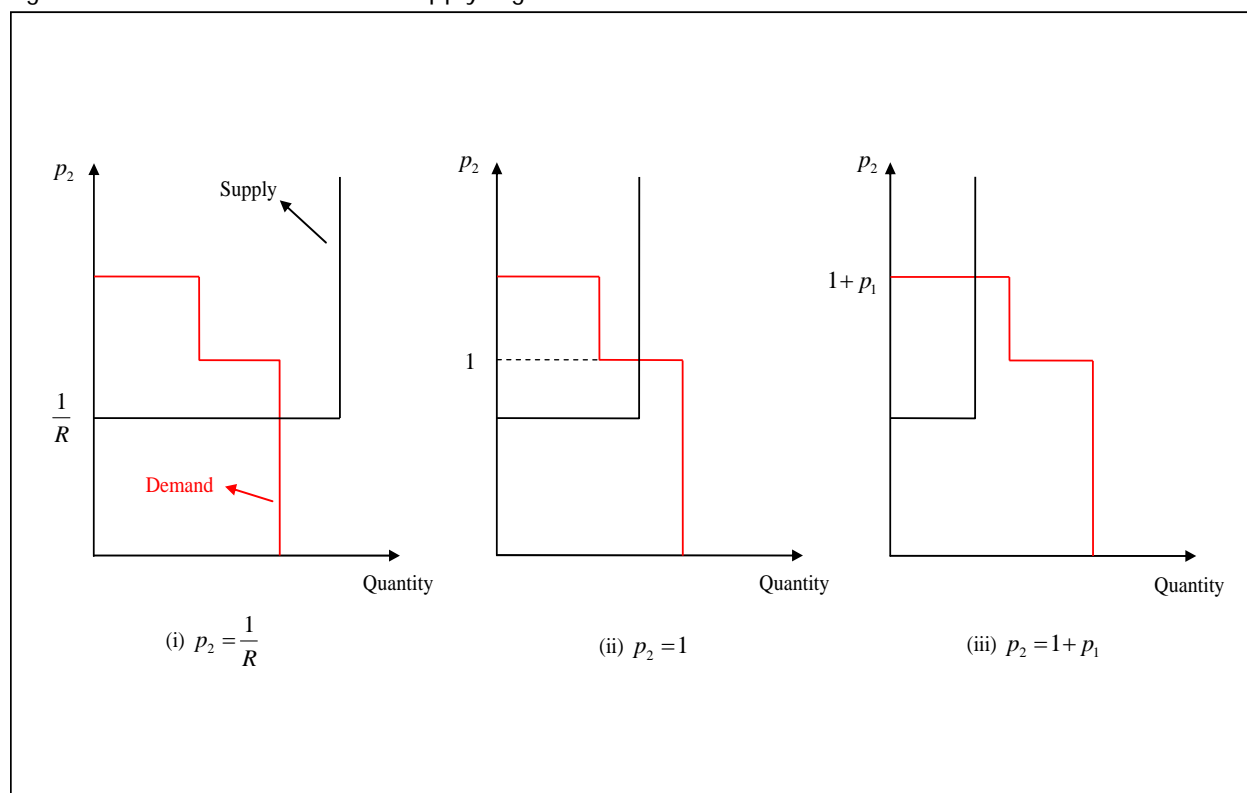 p₂
Supply
1/R
Demand
Quantity
(i) p₂ = 1/R
p₂
1
Quantity
(ii) p₂ = 1
p₂
1 + p₁
Quantity
(iii) p₂ = 1 + p₁